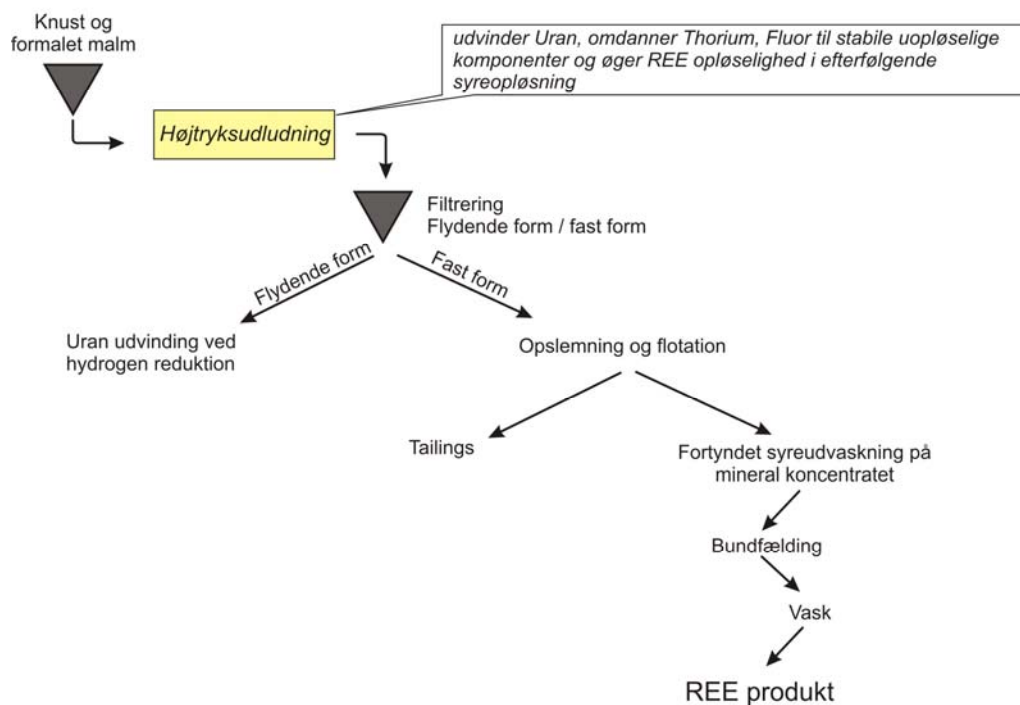 Knust og
formalet malm
udvinder Uran, omdanner Thorium, Fluor til stabile uopløselige
komponenter og øger REE opløselighed i efterfølgende
syreopløsning
Højtryksudludning
Filtrering
Flydende form / fast form
Flydende form
Fast form
Uran udvinding ved
hydrogen reduktion
Opslemning og flotation
Tailings
Fortyndet syreudvaskning på
mineral koncentratet
Bundfælding
Vask
REE produkt